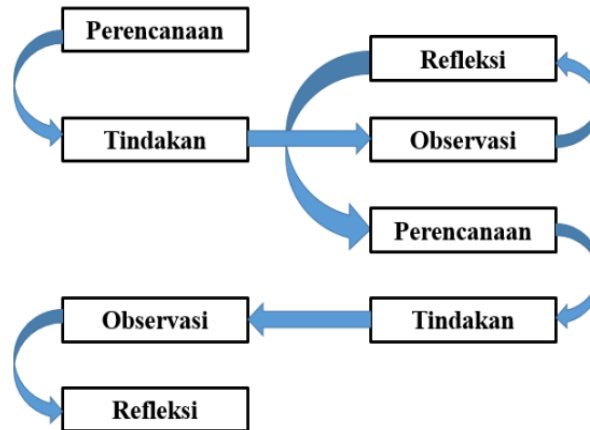 Perencanaan
Refleksi
Tindakan
Observasi
Perencanaan
Observasi
Tindakan
Refleksi